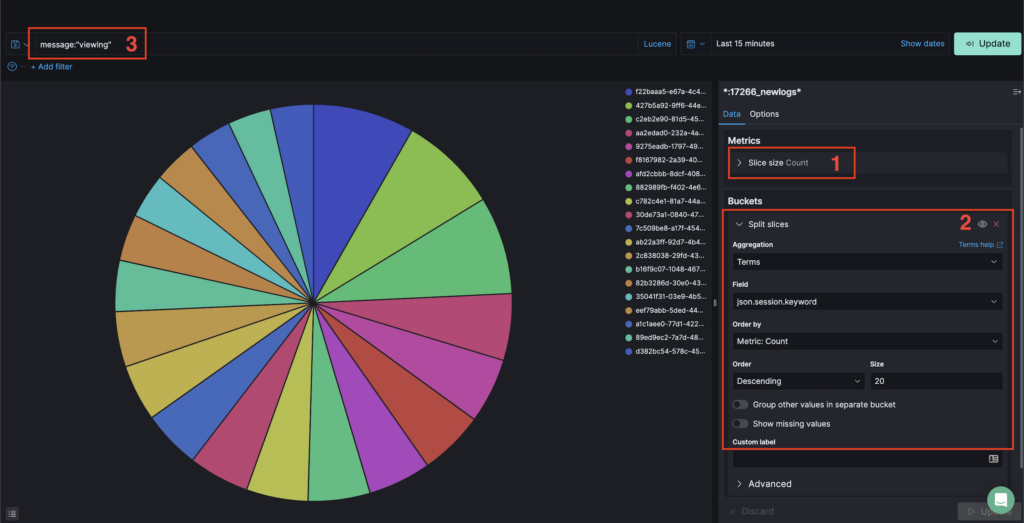 message:"viewing"
3
Lucene
Last 15 minutes
Show dates
Update
+ Add filter
f22baaa5-e67a-4c4...
427b5a92-9ff6-44e...
c2eb2e90-81d5-45...
aa2edad0-232a-4a...
9275eadb-1797-49...
f8167982-2a39-40...
afd2cbbb-8dcf-408...
882989fb-f402-4e6...
c782c4e1-81a7-44a...
30de73a1-0840-47...
7c509be8-a17f-454...
ab22a3ff-92d7-4b4...
2c838038-29fd-43...
b16f9c07-1048-467...
82b3286d-30e0-43...
35041f31-03e9-4b5...
eef79abb-5ded-44...
a1c1aee0-77d1-422...
89ed9ec2-7a7d-48...
d382bc54-578c-45...
*:17266_newlogs*
Data Options
Metrics
Slice size Count
1
Buckets
Split slices
2
Aggregation
Terms help
Terms
Field
json.session.keyword
Order by
Metric: Count
Order Size
Descending 20
Group other values in separate bucket
Show missing values
Custom label
Advanced
Discard